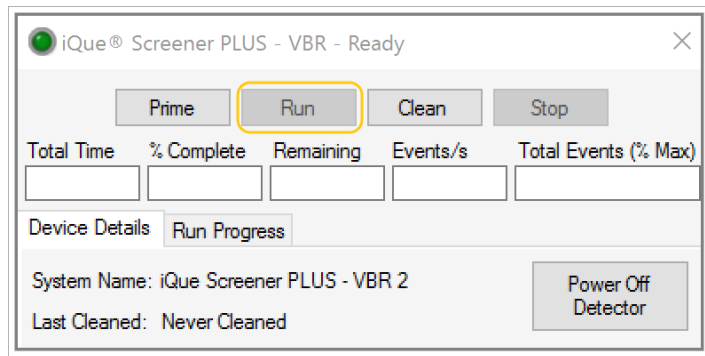 iQue® Screener PLUS - VBR - Ready
Prime Run Clean Stop
Total Time % Complete Remaining Events/s Total Events (% Max)
Device Details Run Progress
System Name: iQue Screener PLUS - VBR 2
Last Cleaned: Never Cleaned
Power Off
Detector